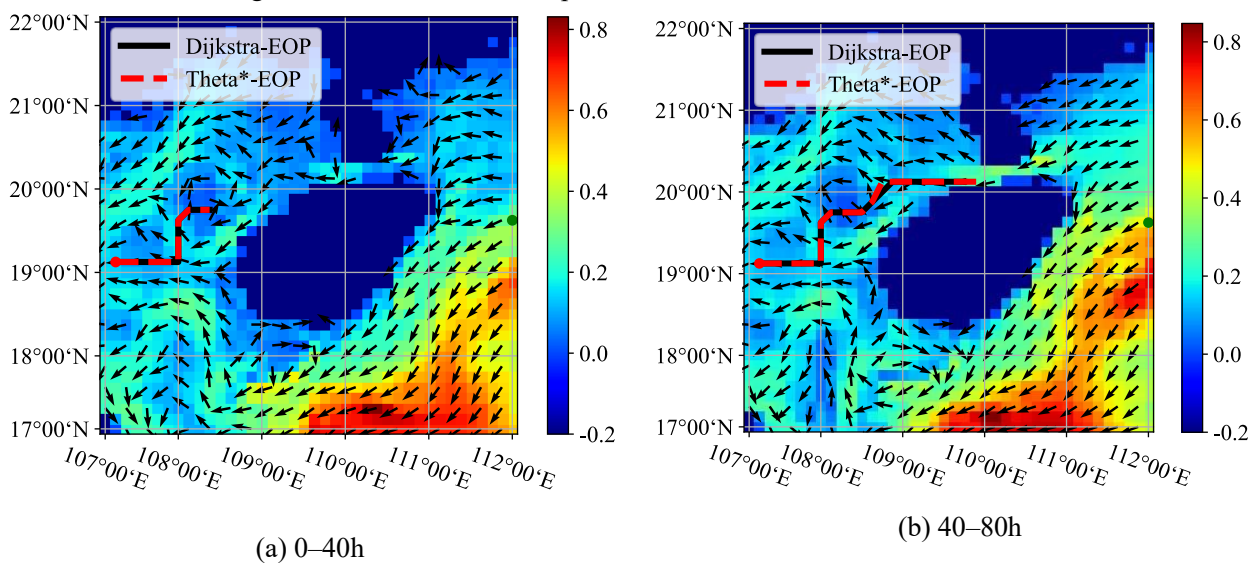 22°00‘N
21°00‘N
20°00‘N
19°00‘N
18°00‘N
17°00‘N
107°00‘E
108°00‘E
109°00‘E
110°00‘E
111°00‘E
112°00‘E
Dijkstra-EOP
Theta*-EOP
0.8
0.6
0.4
0.2
0.0
-0.2
(a) 0–40h
22°00‘N
21°00‘N
20°00‘N
19°00‘N
18°00‘N
17°00‘N
107°00‘E
108°00‘E
109°00‘E
110°00‘E
111°00‘E
112°00‘E
Dijkstra-EOP
Theta*-EOP
0.8
0.6
0.4
0.2
0.0
-0.2
(b) 40–80h